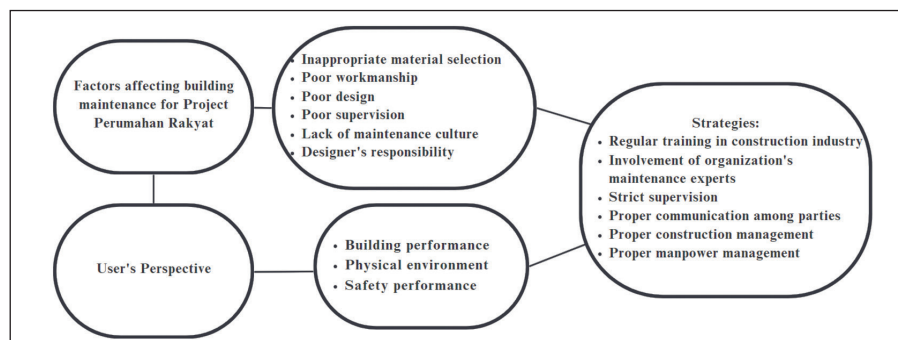 Factors affecting building
maintenance for Project
Perumahan Rakyat
• Inappropriate material selection
• Poor workmanship
• Poor design
• Poor supervision
• Lack of maintenance culture
• Designer's responsibility
Strategies:
• Regular training in construction industry
• Involvement of organization's
maintenance experts
• Strict supervision
• Proper communication among parties
• Proper construction management
• Proper manpower management
User's Perspective
• Building performance
• Physical environment
• Safety performance